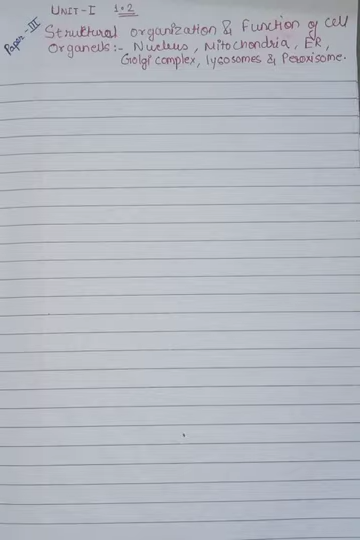 UNIT-I 1.2
Paper-III
Structural organization & Function of cell
Organells:- Nucleus, Mitochondria, ER,
Golgi complex, lysosomes & Peroxisome.